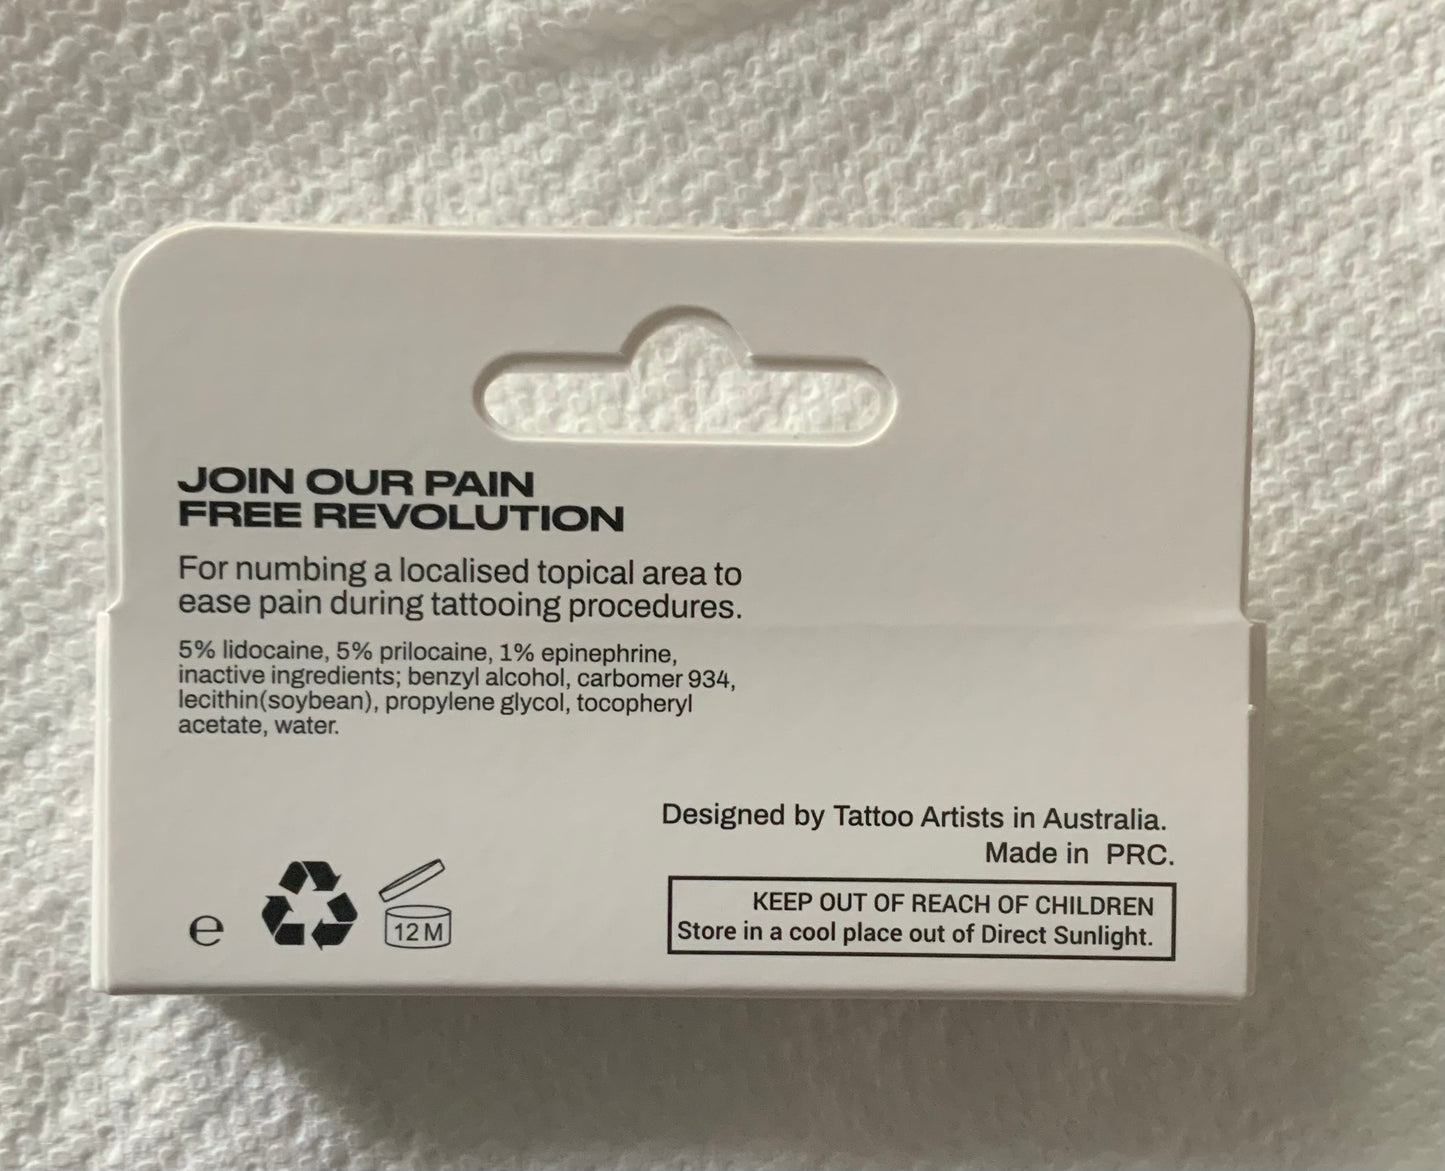 JOIN OUR PAIN
FREE REVOLUTION
For numbing a localised topical area to
ease pain during tattooing procedures.
5% lidocaine, 5% prilocaine, 1% epinephrine,
inactive ingredients; benzyl alcohol, carbomer 934,
lecithin(soybean), propylene glycol, tocopheryl
acetate, water.
Designed by Tattoo Artists in Australia.
Made in PRC.
KEEP OUT OF REACH OF CHILDREN
Store in a cool place out of Direct Sunlight.
℮
12 M